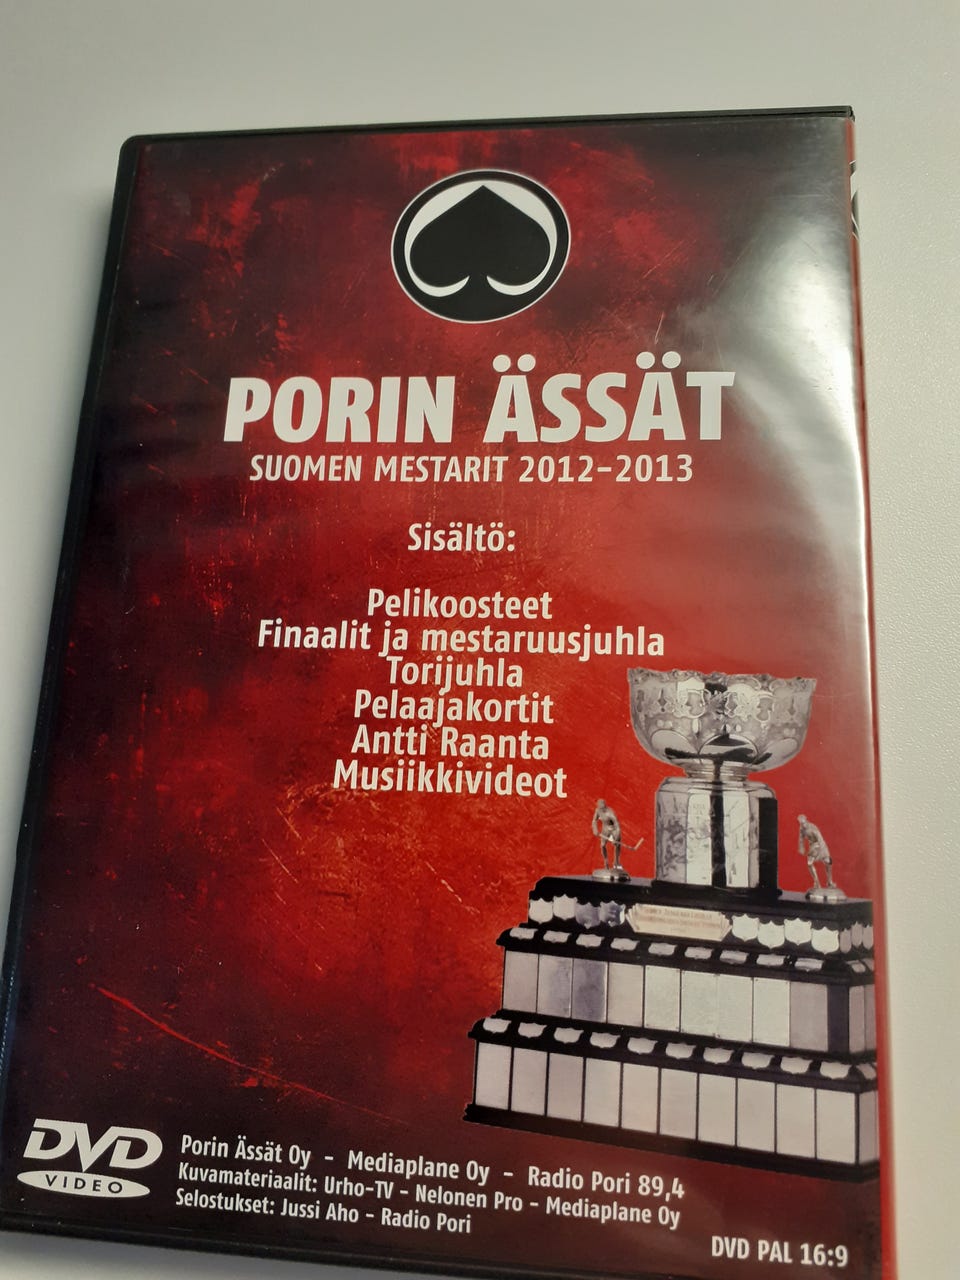 PORIN ÄSSÄT
SUOMEN MESTARIT 2012-2013
Sisältö:
Pelikoosteet
Finaalit ja mestaruusjuhla
Torijuhla
Pelaajakortit
Antti Raanta
Musiikkivideot
DVD
VIDEO
Porin Ässät Oy - Mediaplane Oy - Radio Pori 89,4
Kuvamateriaalit: Urho-TV - Nelonen Pro - Mediaplane Oy
Selostukset: Jussi Aho - Radio Pori
DVD PAL 16:9